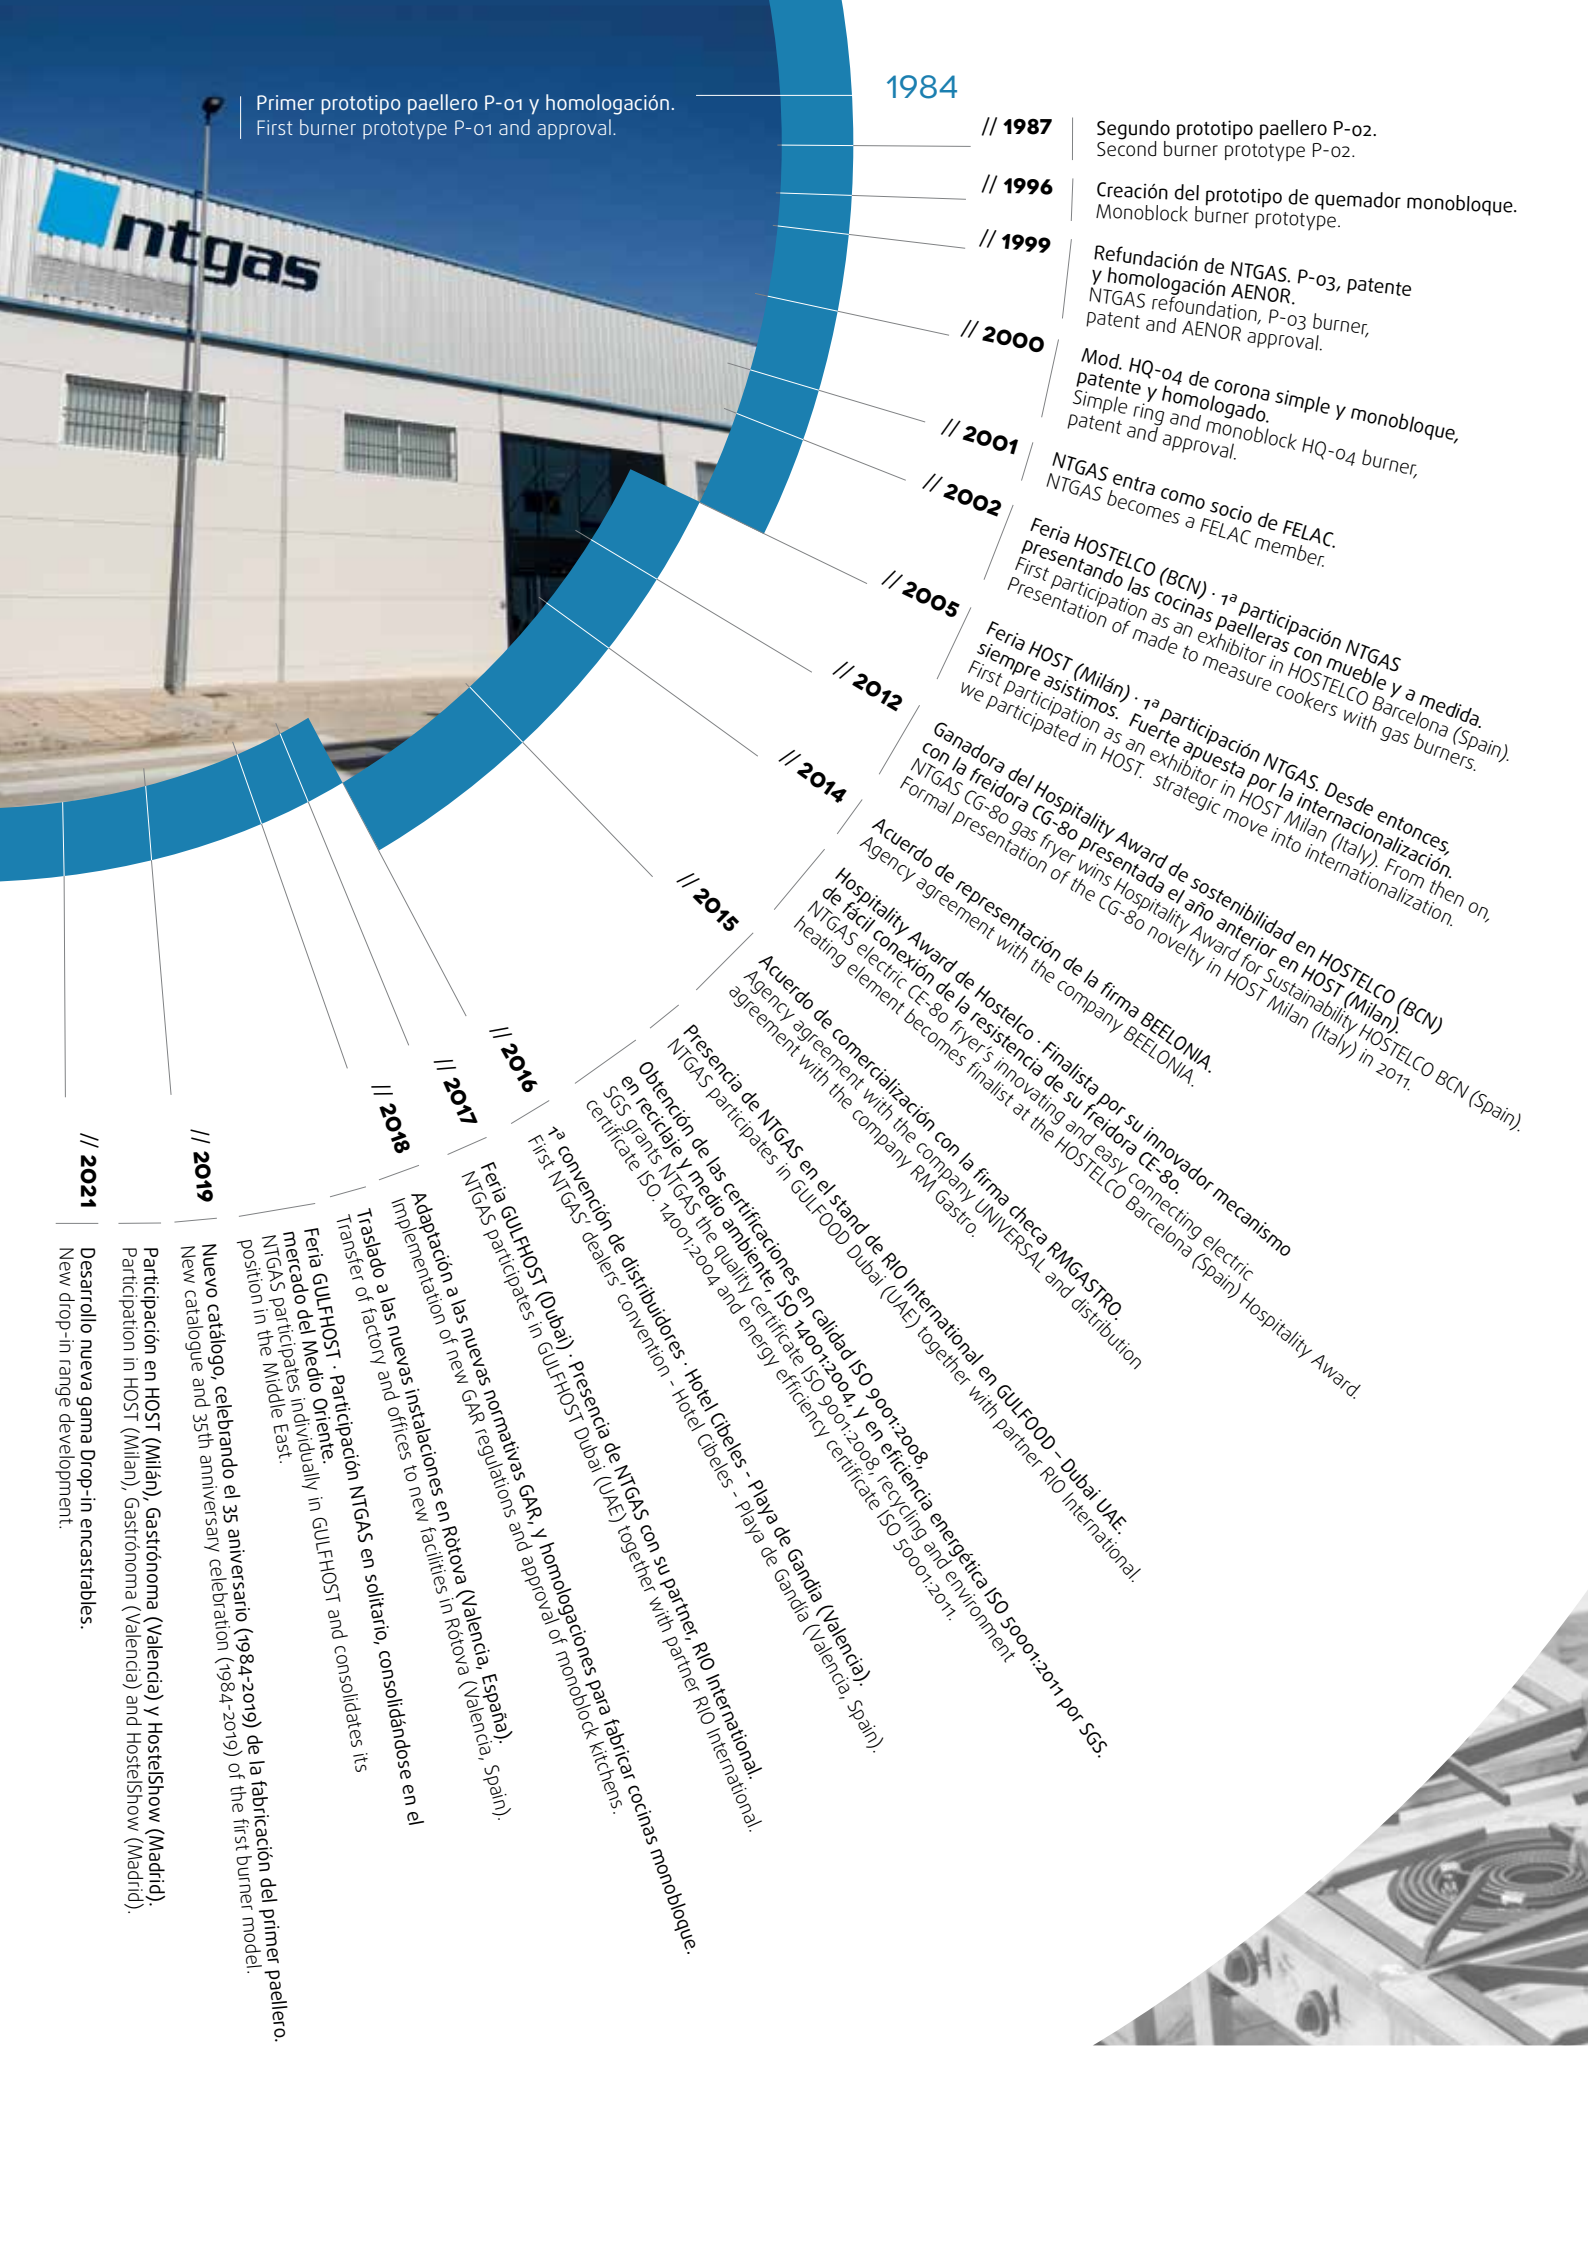 ntgas
Primer prototipo paellero P-01 y homologación.
First burner prototype P-01 and approval.
1984
// 1987
Segundo prototipo paellero P-02.
Second burner prototype P-02.
// 1996
Creación del prototipo de quemador monobloque.
Monoblock burner prototype.
// 1999
Refundación de NTGAS. P-03, patente
y homologación AENOR.
NTGAS refoundation, P-03 burner,
patent and AENOR approval.
// 2000
Mod. HQ-04 de corona simple y monobloque,
patente y homologado.
Simple ring and monoblock HQ-04 burner,
patent and approval.
// 2001
NTGAS entra como socio de FELAC.
NTGAS becomes a FELAC member.
// 2002
Feria HOSTELCO (BCN) · 1ª participación NTGAS
presentando las cocinas paelleras con mueble y a medida.
First participation as an exhibitor in HOSTELCO Barcelona (Spain).
Presentation of made to measure cookers with gas burners.
// 2005
Feria HOST (Milán) · 1ª participación NTGAS. Desde entonces,
siempre asistimos. Fuerte apuesta por la internacionalización.
First participation as an exhibitor in HOST Milan (Italy). From then on,
we participated in HOST. strategic move into internationalization.
// 2012
Ganadora del Hospitality Award de sostenibilidad en HOSTELCO (BCN)
con la freidora CG-80 presentada el año anterior en HOST (Milan).
NTGAS CG-80 gas fryer wins Hospitality Award for Sustainability HOSTELCO BCN (Spain).
Formal presentation of the CG-80 novelty in HOST Milan (Italy) in 2011.
// 2014
Acuerdo de representación de la firma BEELONIA.
Agency agreement with the company BEELONIA.
Hospitality Award de Hostelco · Finalista por su innovador mecanismo
de fácil conexión de la resistencia de su freidora CE-80.
NTGAS electric CE-80 fryer's innovating and easy connecting electric
heating element becomes finalist at the HOSTELCO Barcelona (Spain) Hospitality Award.
// 2015
Acuerdo de comercialización con la firma checa RMGASTRO.
Agency agreement with the company UNIVERSAL and distribution
agreement with the company RM Gastro.
Presencia de NTGAS en el stand de RIO International en GULFOOD – Dubai UAE.
NTGAS participates in GULFOOD Dubai (UAE) together with partner RIO International.
Obtención de las certificaciones en calidad ISO 9001:2008,
en reciclaje y medio ambiente, ISO 14001:2004, y en eficiencia energética ISO 50001:2011 por SGS.
SGS grants NTGAS the quality certificate ISO 9001:2008, recycling and environment
certificate ISO. 14001;2004 and energy efficiency certificate ISO 50001:2011.
// 2016
1ª convención de distribuidores · Hotel Cibeles - Playa de Gandia (Valencia).
First NTGAS' dealers' convention - Hotel Cibeles - Playa de Gandía (Valencia, Spain).
// 2017
Feria GULFHOST (Dubai) · Presencia de NTGAS con su partner, RIO International.
NTGAS participates in GULFHOST Dubai (UAE) together with partner RIO International.
// 2018
Adaptación a las nuevas normativas GAR, y homologaciones para fabricar cocinas monobloque.
Implementation of new GAR regulations and approval of monoblock kitchens.
Traslado a las nuevas instalaciones en Ròtova (Valencia, España).
Transfer of factory and offices to new facilities in Rótova (Valencia, Spain).
Feria GULFHOST · Participación NTGAS en solitario, consolidándose en el
mercado del Medio Oriente.
NTGAS participates individually in GULFHOST and consolidates its
position in the Middle East.
// 2019
Nuevo catálogo, celebrando el 35 aniversario (1984-2019) de la fabricación del primer paellero.
New catalogue and 35th anniversary celebration (1984-2019) of the first burner model.
Participación en HOST (Milán), Gastrónoma (Valencia) y HostelShow (Madrid).
Participation in HOST (Milan), Gastrónoma (Valencia) and HostelShow (Madrid).
// 2021
Desarrollo nueva gama Drop-in encastrables.
New drop-in range development.